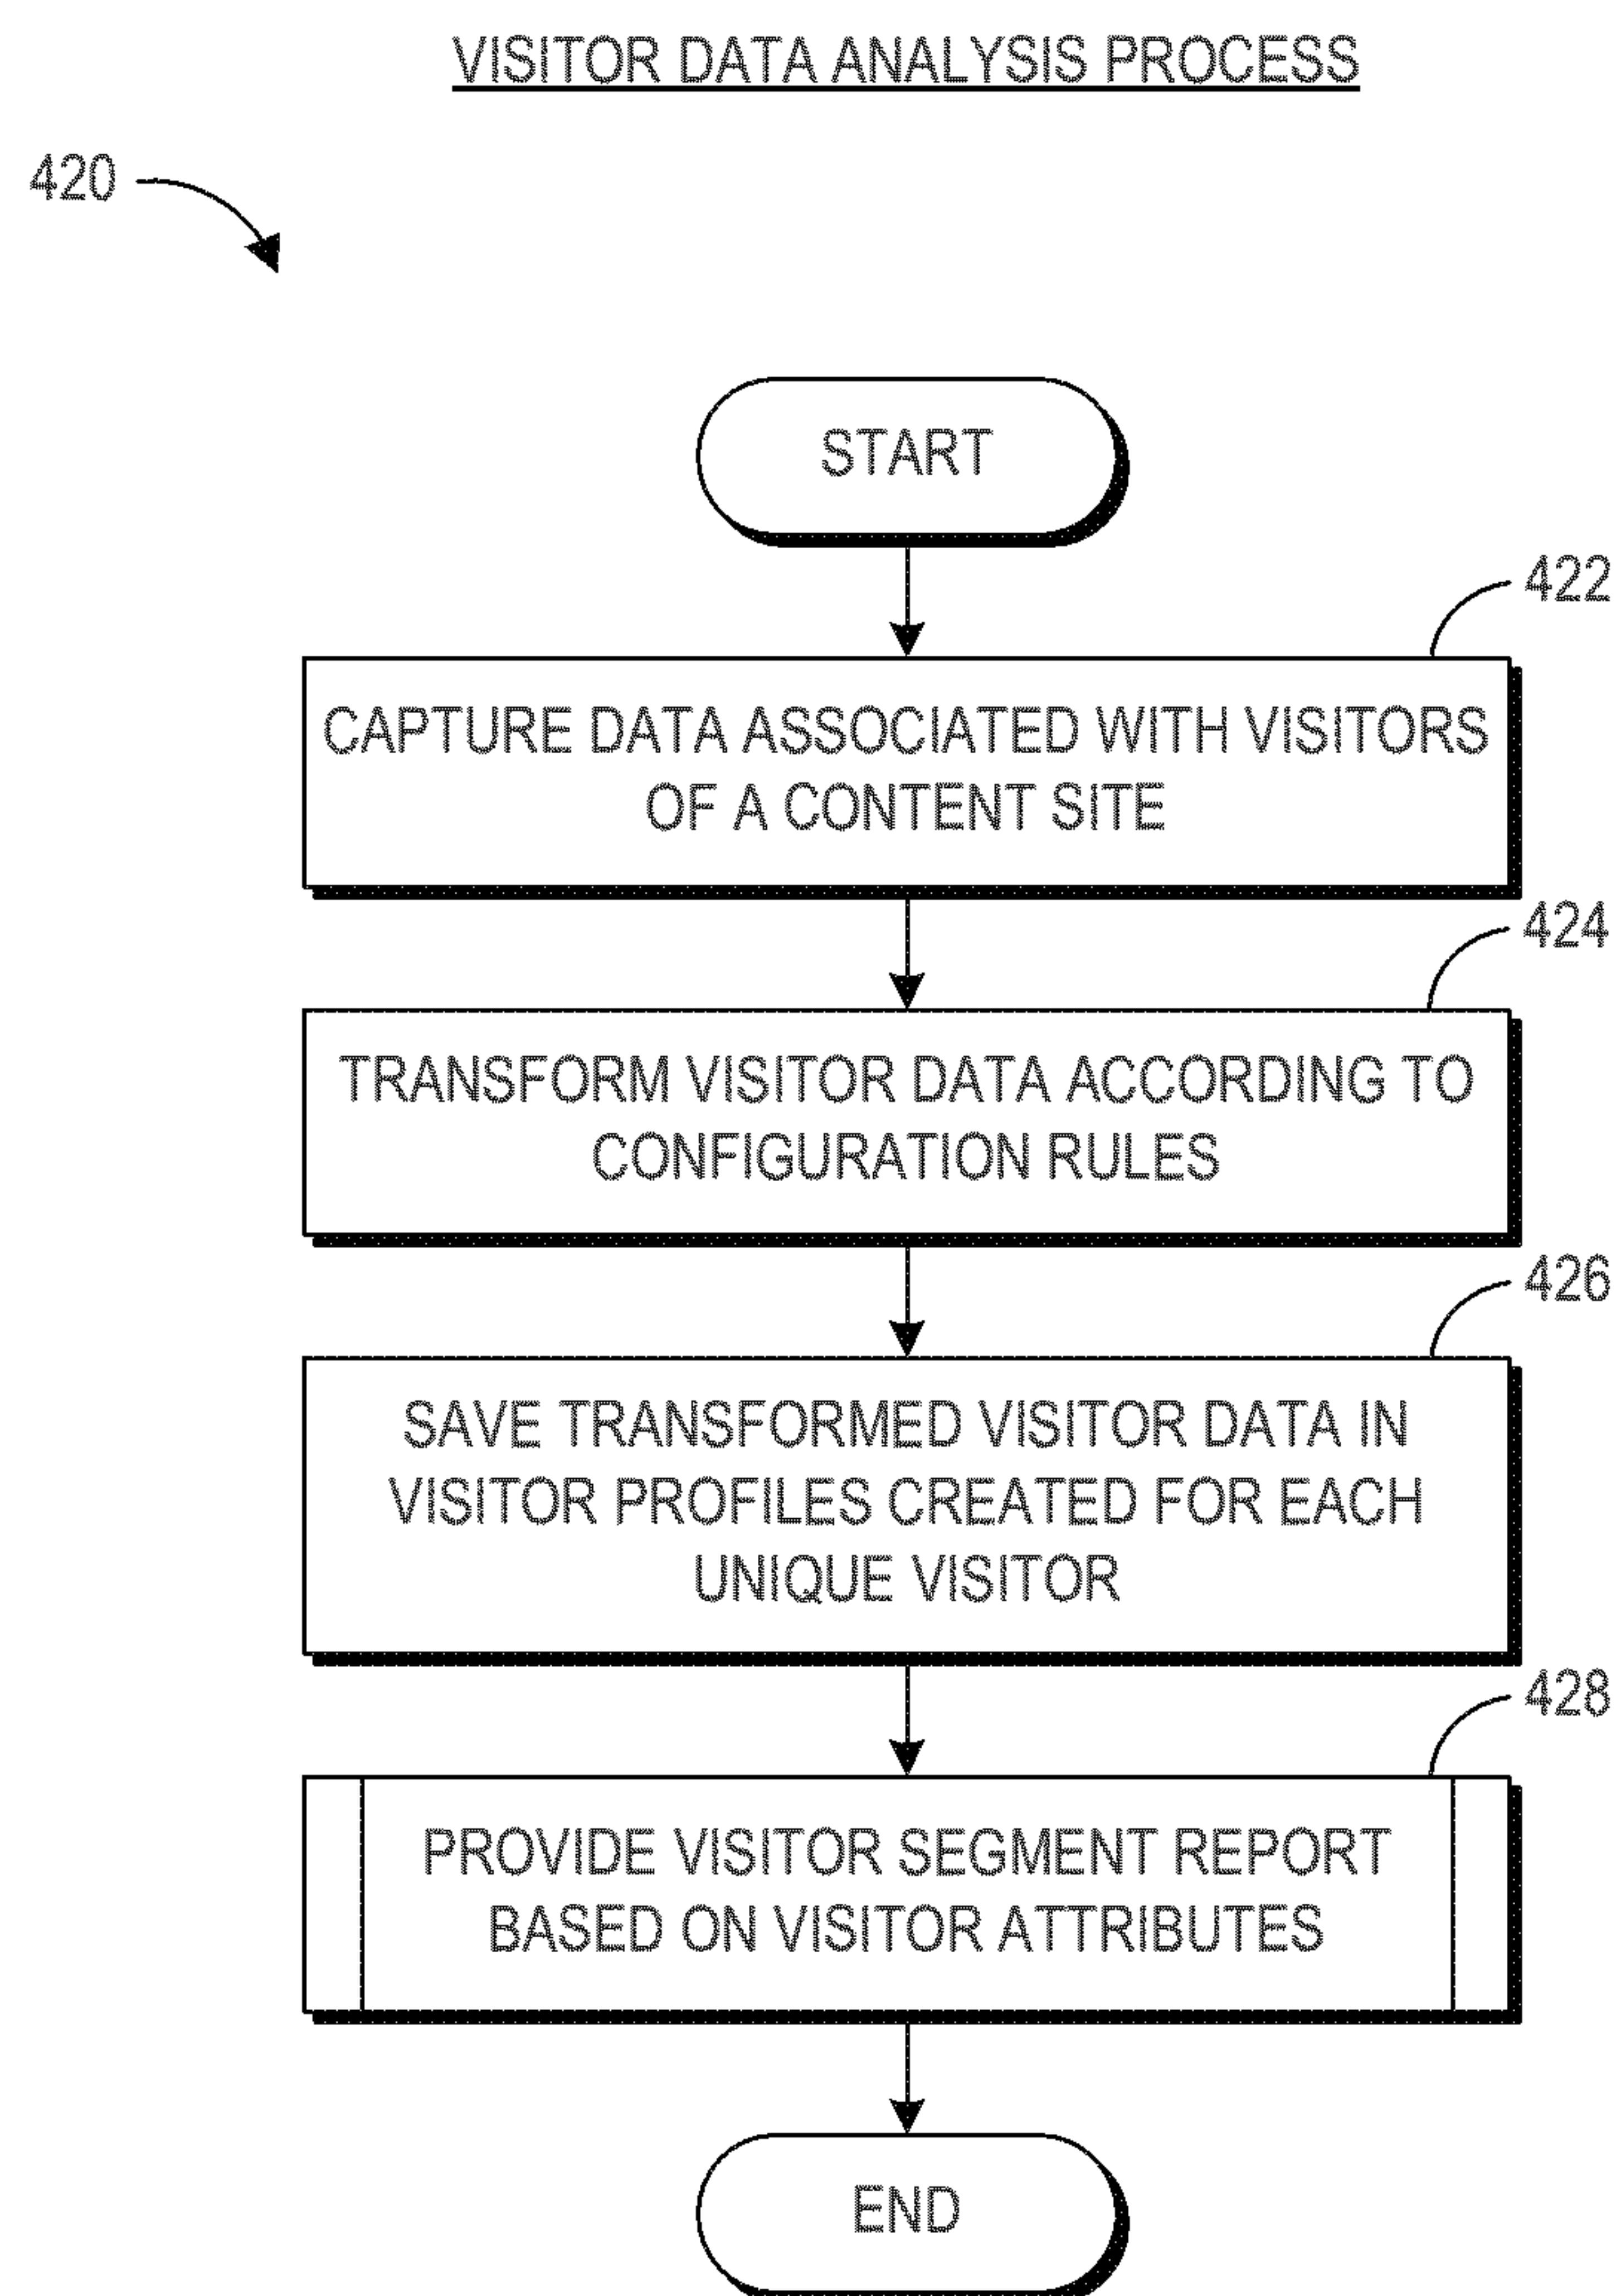 VISITOR DATA ANALYSIS PROCESS
420
START
422
CAPTURE DATA ASSOCIATED WITH VISITORS
OF A CONTENT SITE
424
TRANSFORM VISITOR DATA ACCORDING TO
CONFIGURATION RULES
426
SAVE TRANSFORMED VISITOR DATA IN
VISITOR PROFILES CREATED FOR EACH
UNIQUE VISITOR
428
PROVIDE VISITOR SEGMENT REPORT
BASED ON VISITOR ATTRIBUTES
END